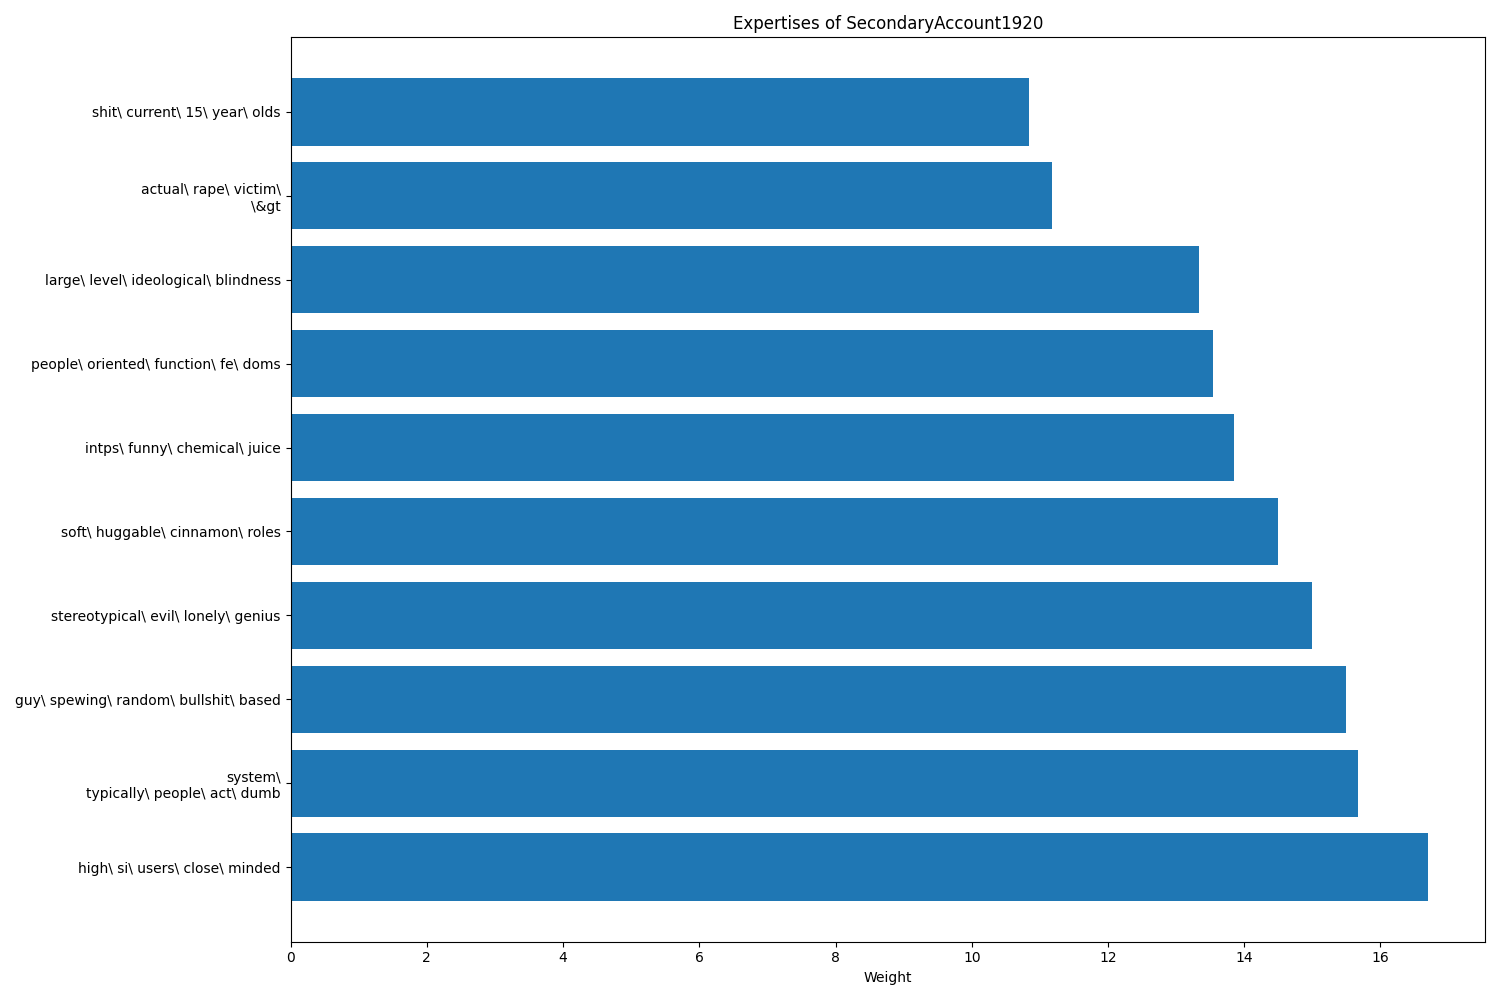 Expertises of SecondaryAccount1920
shit\ current\ 15\ year\ olds
actual\ rape\ victim\
\&gt
large\ level\ ideological\ blindness
people\ oriented\ function\ fe\ doms
intps\ funny\ chemical\ juice
soft\ huggable\ cinnamon\ roles
stereotypical\ evil\ lonely\ genius
guy\ spewing\ random\ bullshit\ based
system\
typically\ people\ act\ dumb
high\ si\ users\ close\ minded
0 2 4 6 8 10 12 14 16
Weight